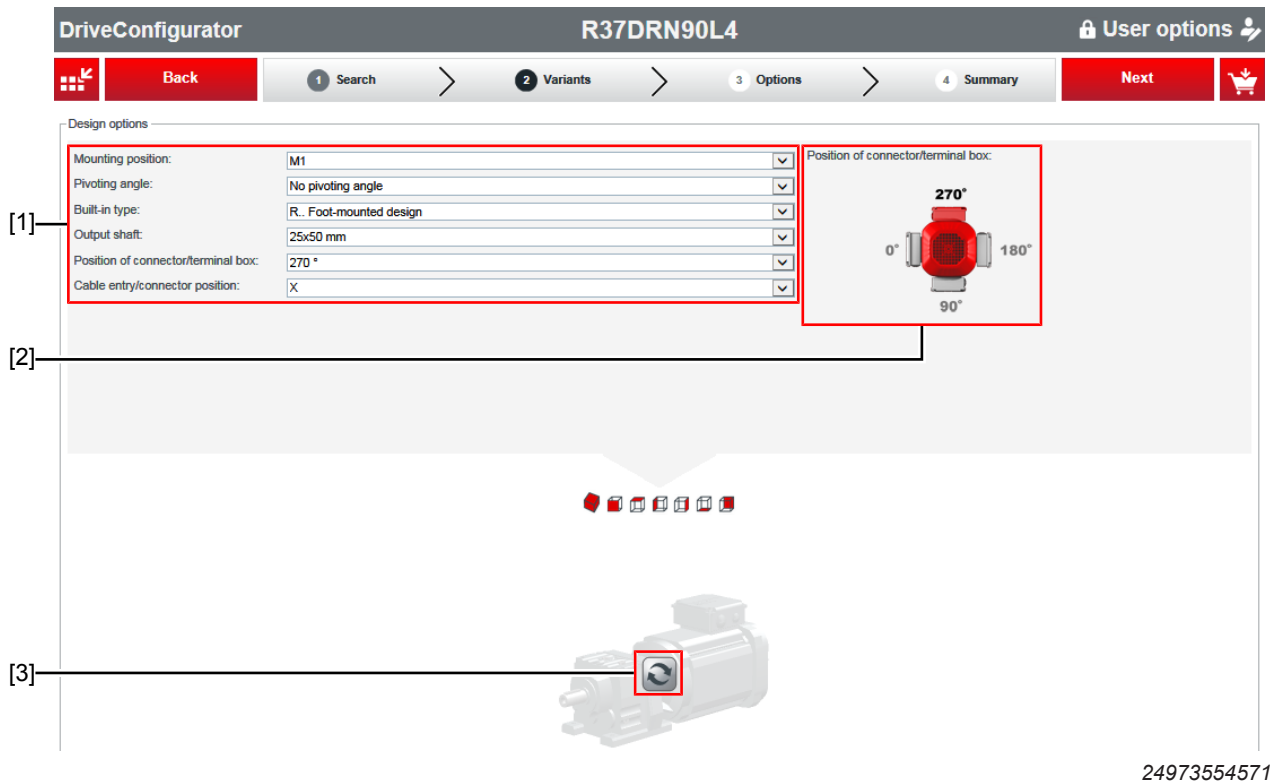 DriveConfigurator R37DRN90L4 User options
Back 1 Search 2 Variants 3 Options 4 Summary Next
Design options
Mounting position: M1
Pivoting angle: No pivoting angle
Built-in type: R.. Foot-mounted design
Output shaft: 25x50 mm
Position of connector/terminal box: 270 °
Cable entry/connector position: X
Position of connector/terminal box:
270°
0° 180°
90°
[1]
[2]
[3]
24973554571